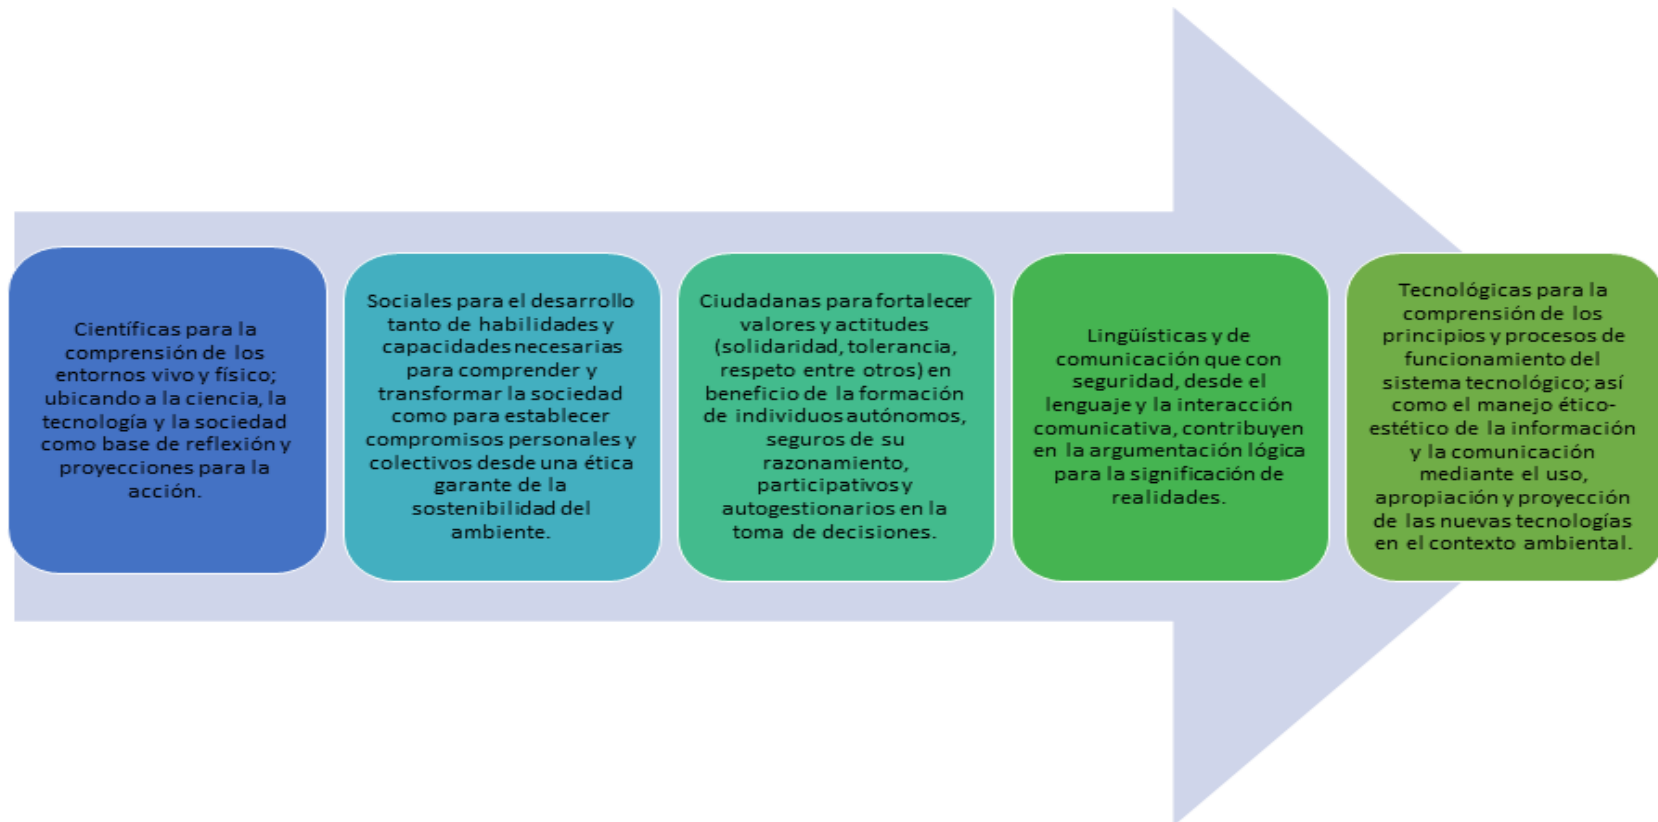 Científicas para la
comprensión de los
entornos vivo y físico;
ubicando a la ciencia, la
tecnología y la sociedad
como base de reflexión y
proyecciones para la
acción.
Sociales para el desarrollo
tanto de habilidades y
capacidades necesarias
para comprender y
transformar la sociedad
como para establecer
compromisos personales y
colectivos desde una ética
garante de la
sostenibilidad del
ambiente.
Ciudadanas para fortalecer
valores y actitudes
(solidaridad, tolerancia,
respeto entre otros) en
beneficio de la formación
de individuos autónomos,
seguros de su
razonamiento,
participativos y
autogestionarios en la
toma de decisiones.
Lingüísticas y de
comunicación que con
seguridad, desde el
lenguaje y la interacción
comunicativa, contribuyen
en la argumentación lógica
para la significación de
realidades.
Tecnológicas para la
comprensión de los
principios y procesos de
funcionamiento del
sistema tecnológico; así
como el manejo ético-
estético de la información
y la comunicación
mediante el uso,
apropiación y proyección
de las nuevas tecnologías
en el contexto ambiental.